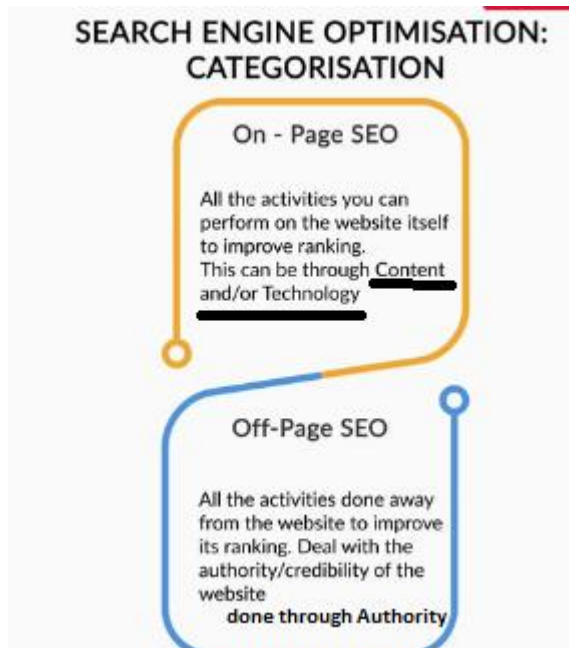 SEARCH ENGINE OPTIMISATION:
CATEGORISATION
On - Page SEO
All the activities you can
perform on the website itself
to improve ranking.
This can be through Content
and/or Technology
Off-Page SEO
All the activities done away
from the website to improve
its ranking. Deal with the
authority/credibility of the
website
done through Authority